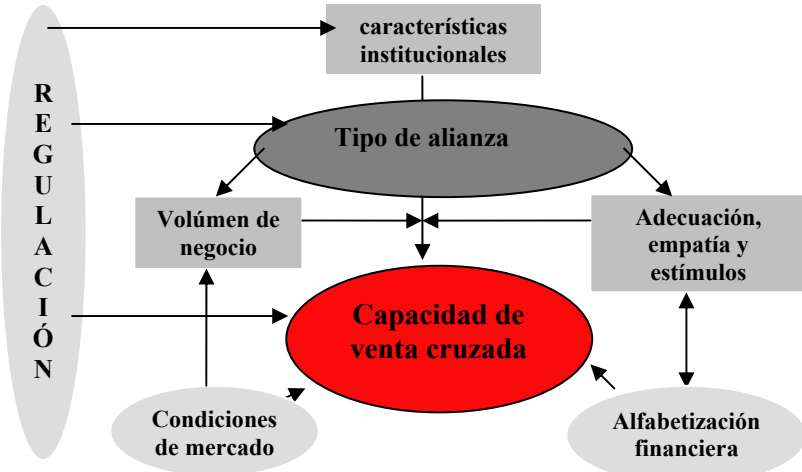 características
institucionales
REGULACIÓN
Tipo de alianza
Volúmen de
negocio
Adecuación,
empatía y
estímulos
Capacidad de
venta cruzada
Condiciones
de mercado
Alfabetización
financiera